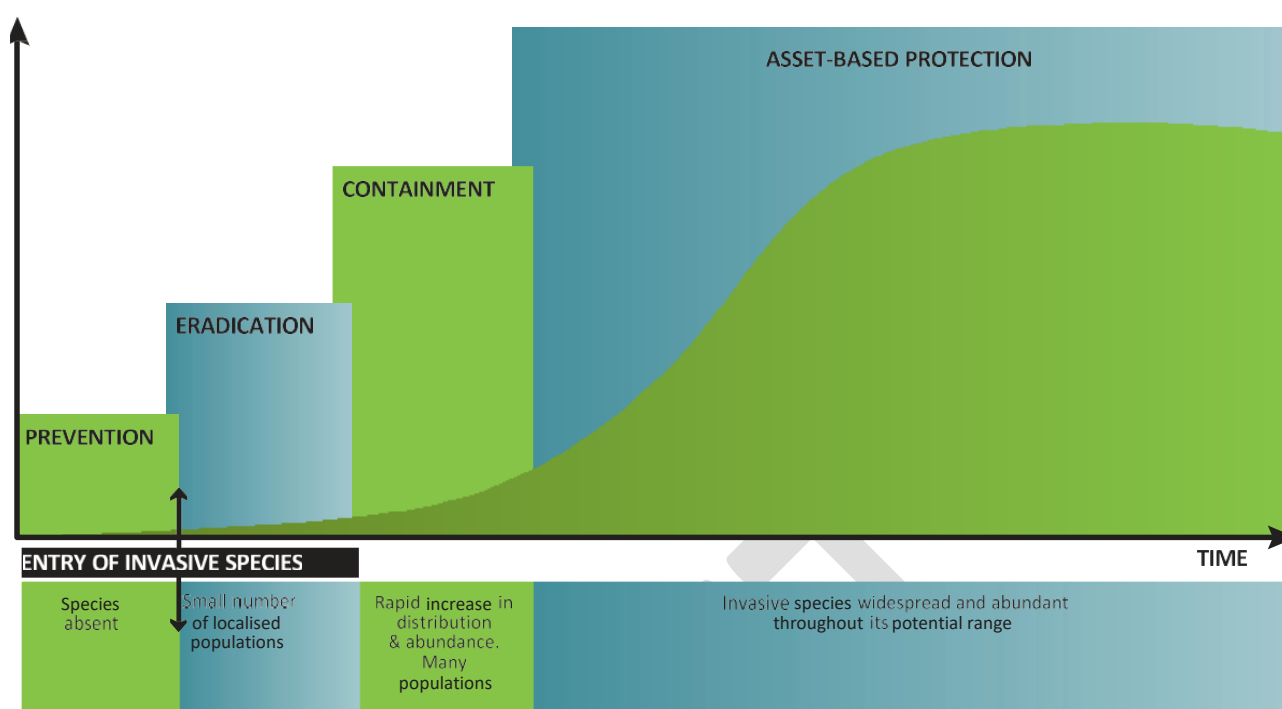 ASSET-BASED PROTECTION
CONTAINMENT
ERADICATION
PREVENTION
ENTRY OF INVASIVE SPECIES
TIME
Species
absent
Small number
of localised
populations
Rapid increase in
distribution
& abundance.
Many
populations
Invasive species widespread and abundant
throughout its potential range